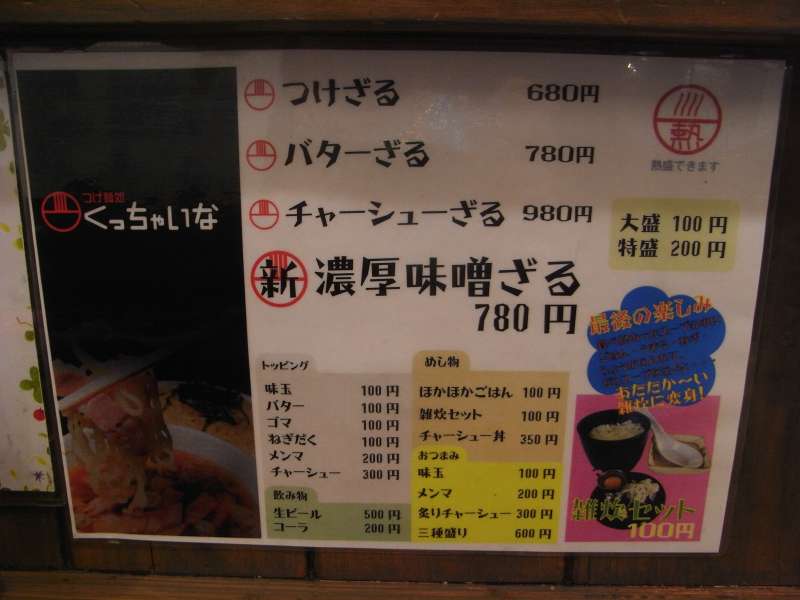 つけ麺処
くっちゃいな
つけざる 680円
バターざる 780円
チャーシューざる 980円
新 濃厚味噌ざる
780円
熱
熱盛できます
大盛 100円
特盛 200円
トッピング
味玉 100円
バター 100円
ゴマ 100円
ねぎだく 100円
メンマ 200円
チャーシュー 300円
飲み物
生ビール 500円
コーラ 200円
めし物
ほかほかごはん 100円
雑炊セット 100円
チャーシュー丼 350円
おつまみ
味玉 100円
メンマ 200円
炙りチャーシュー 300円
三種盛り 600円
最後の楽しみ
あたたか〜い
雑炊に変身!
雑炊セット
100円